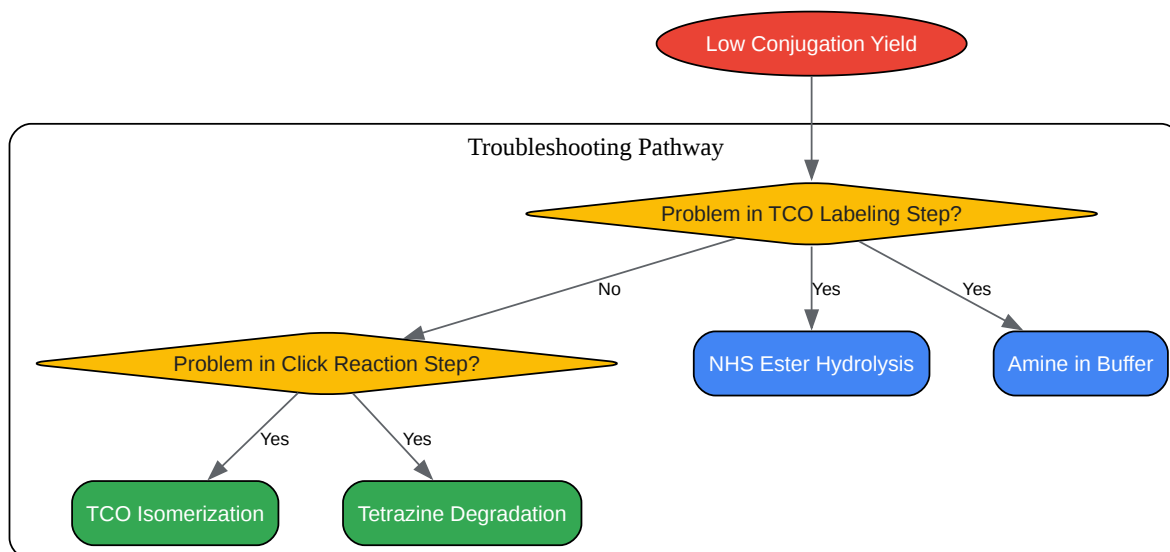 Low Conjugation Yield
Troubleshooting Pathway
Problem in TCO Labeling Step?
No
Yes
Yes
Problem in Click Reaction Step?
NHS Ester Hydrolysis
Amine in Buffer
Yes
Yes
TCO Isomerization
Tetrazine Degradation